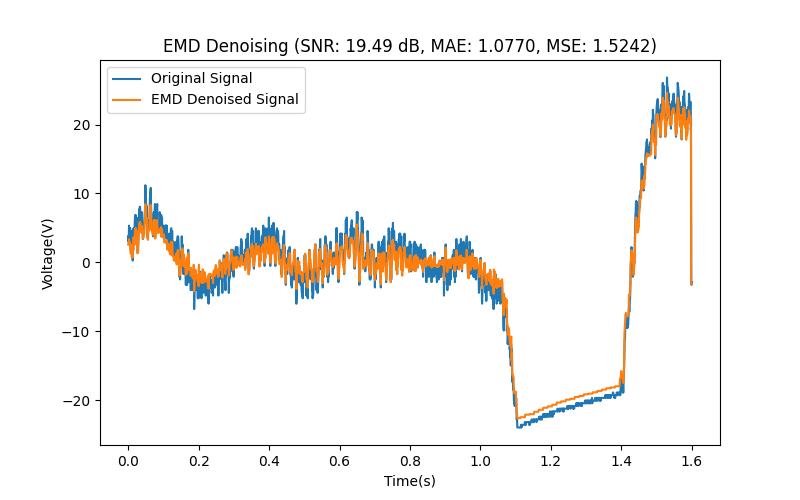 EMD Denoising (SNR: 19.49 dB, MAE: 1.0770, MSE: 1.5242)
Original Signal
EMD Denoised Signal
Voltage(V)
20
10
0
−10
−20
0.0 0.2 0.4 0.6 0.8 1.0 1.2 1.4 1.6
Time(s)